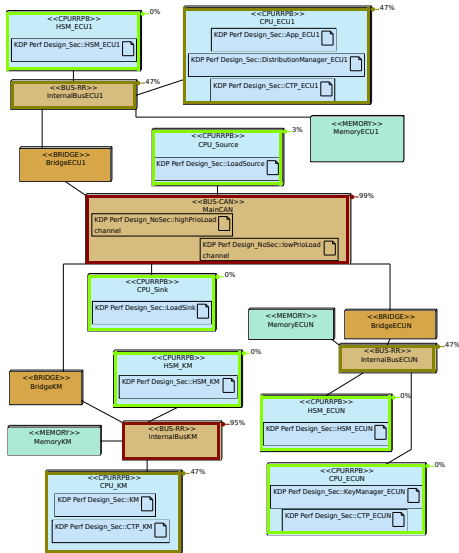 <<CPURRPB>>
HSM_ECU1
0%
KDP Perf Design_Sec::HSM_ECU1
<<CPURRPB>>
CPU_ECU1
47%
KDP Perf Design_Sec::App_ECU1
KDP Perf Design_Sec::DistributionManager_ECU1
KDP Perf Design_Sec::CTP_ECU1
<<BUS-RR>>
InternalBusECU1
47%
<<MEMORY>>
MemoryECU1
<<BRIDGE>>
BridgeECU1
<<CPURRPB>>
CPU_Source
3%
KDP Perf Design_Sec::LoadSource
<<BUS-CAN>>
MainCAN
99%
KDP Perf Design_NoSec::highPrioLoad
channel
KDP Perf Design_NoSec::lowPrioLoad
channel
<<CPURRPB>>
CPU_Sink
0%
KDP Perf Design_Sec::LoadSink
<<MEMORY>>
MemoryECUN
<<BRIDGE>>
BridgeECUN
<<BUS-RR>>
InternalBusECUN
47%
<<CPURRPB>>
HSM_KM
0%
KDP Perf Design_Sec::HSM_KM
<<BRIDGE>>
BridgeKM
<<CPURRPB>>
HSM_ECUN
0%
KDP Perf Design_Sec::HSM_ECUN
<<MEMORY>>
MemoryKM
<<BUS-RR>>
InternalBusKM
95%
<<CPURRPB>>
CPU_KM
47%
KDP Perf Design_Sec::KM
KDP Perf Design_Sec::CTP_KM
<<CPURRPB>>
CPU_ECUN
0%
KDP Perf Design_Sec::KeyManager_ECUN
KDP Perf Design_Sec::CTP_ECUN